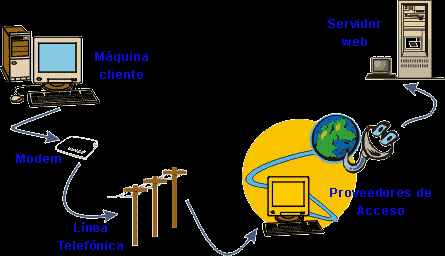 Servidor
web
Máquina
cliente
Modem
Proveedores de
Acceso
Línea
Telefónica